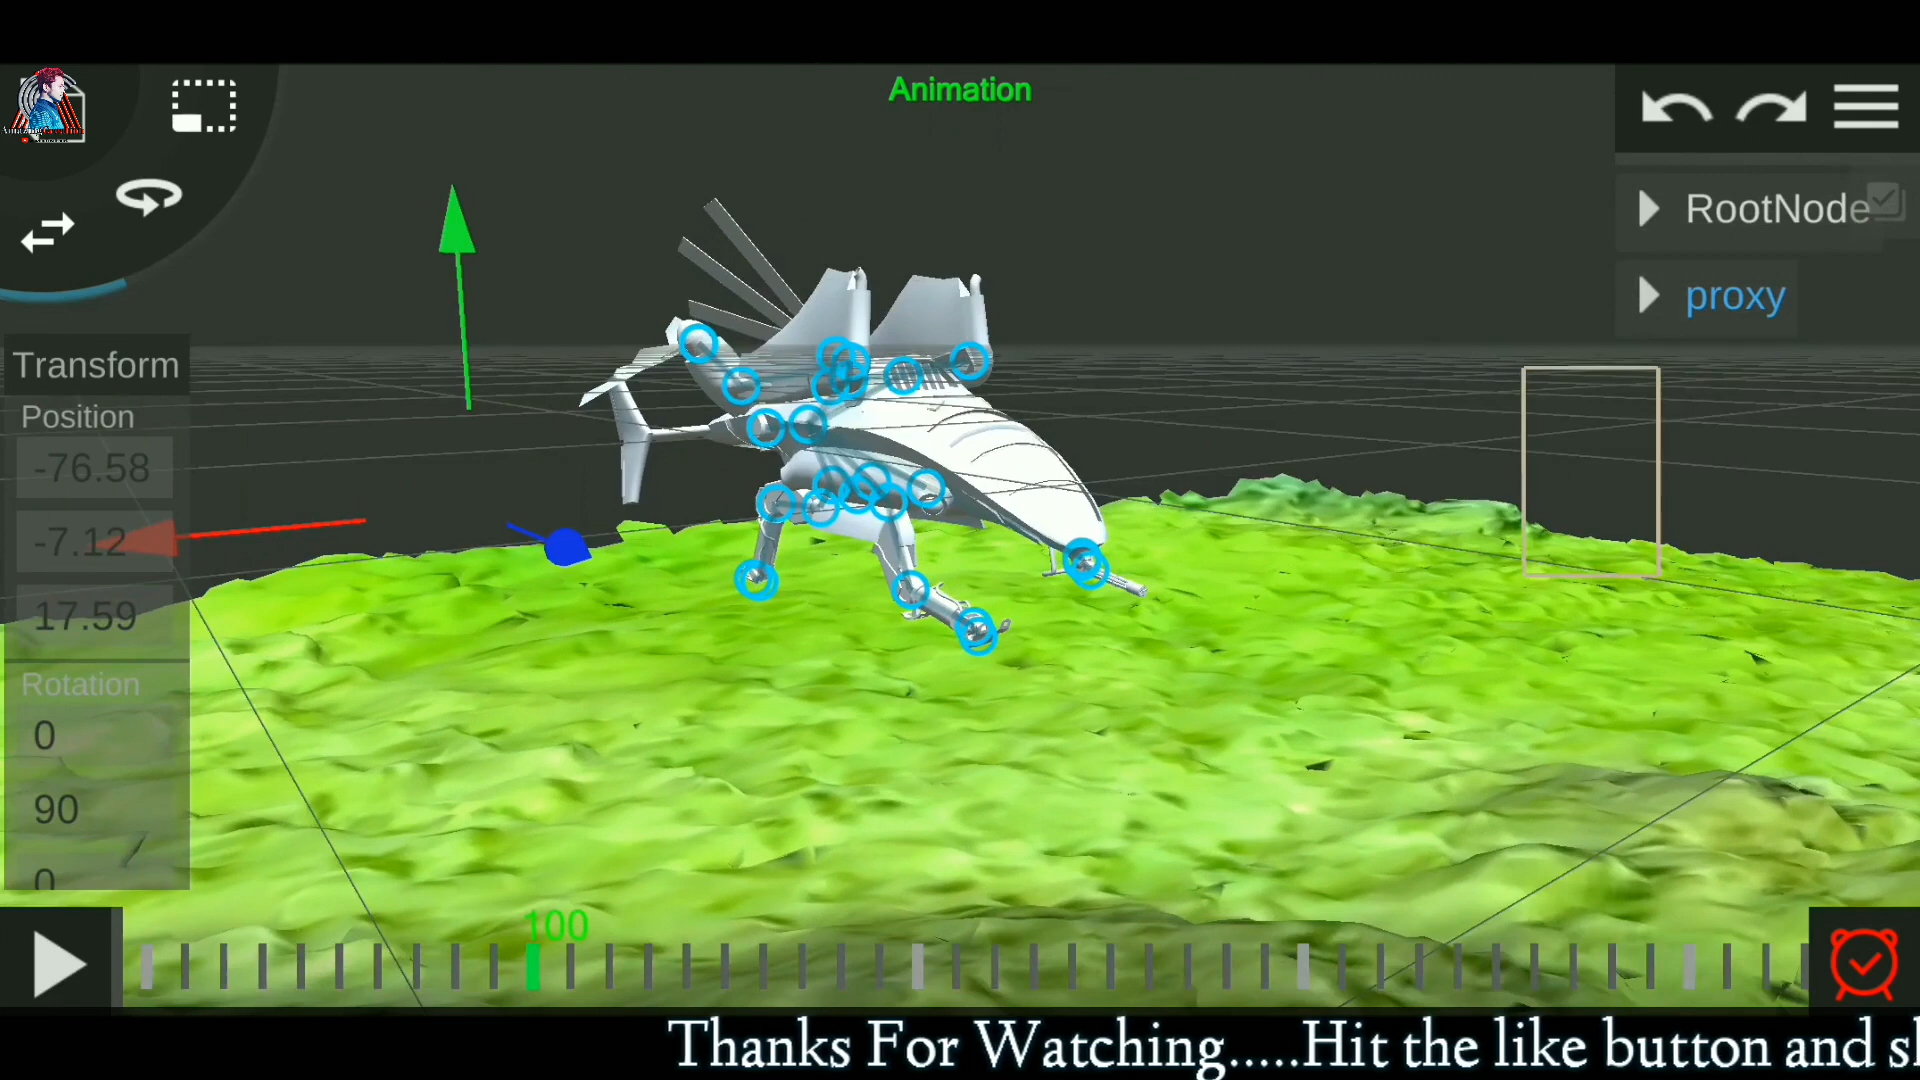 Animation
RootNode
proxy
Transform
Position
-76.58
-7.12
17.59
Rotation
0
90
0
100
Thanks For Watching.....Hit the like button and sh